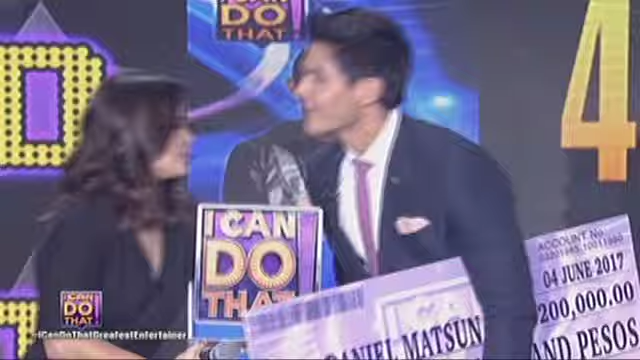 I CAN
DO
THAT
I CAN
DO
THAT
4
ACCOUNT No
04 JUNE 2017
200,000.00
AND PESOS
DANIEL MATSUN
I CAN
DO
THAT
#ICanDoThatGreatestEntertainer